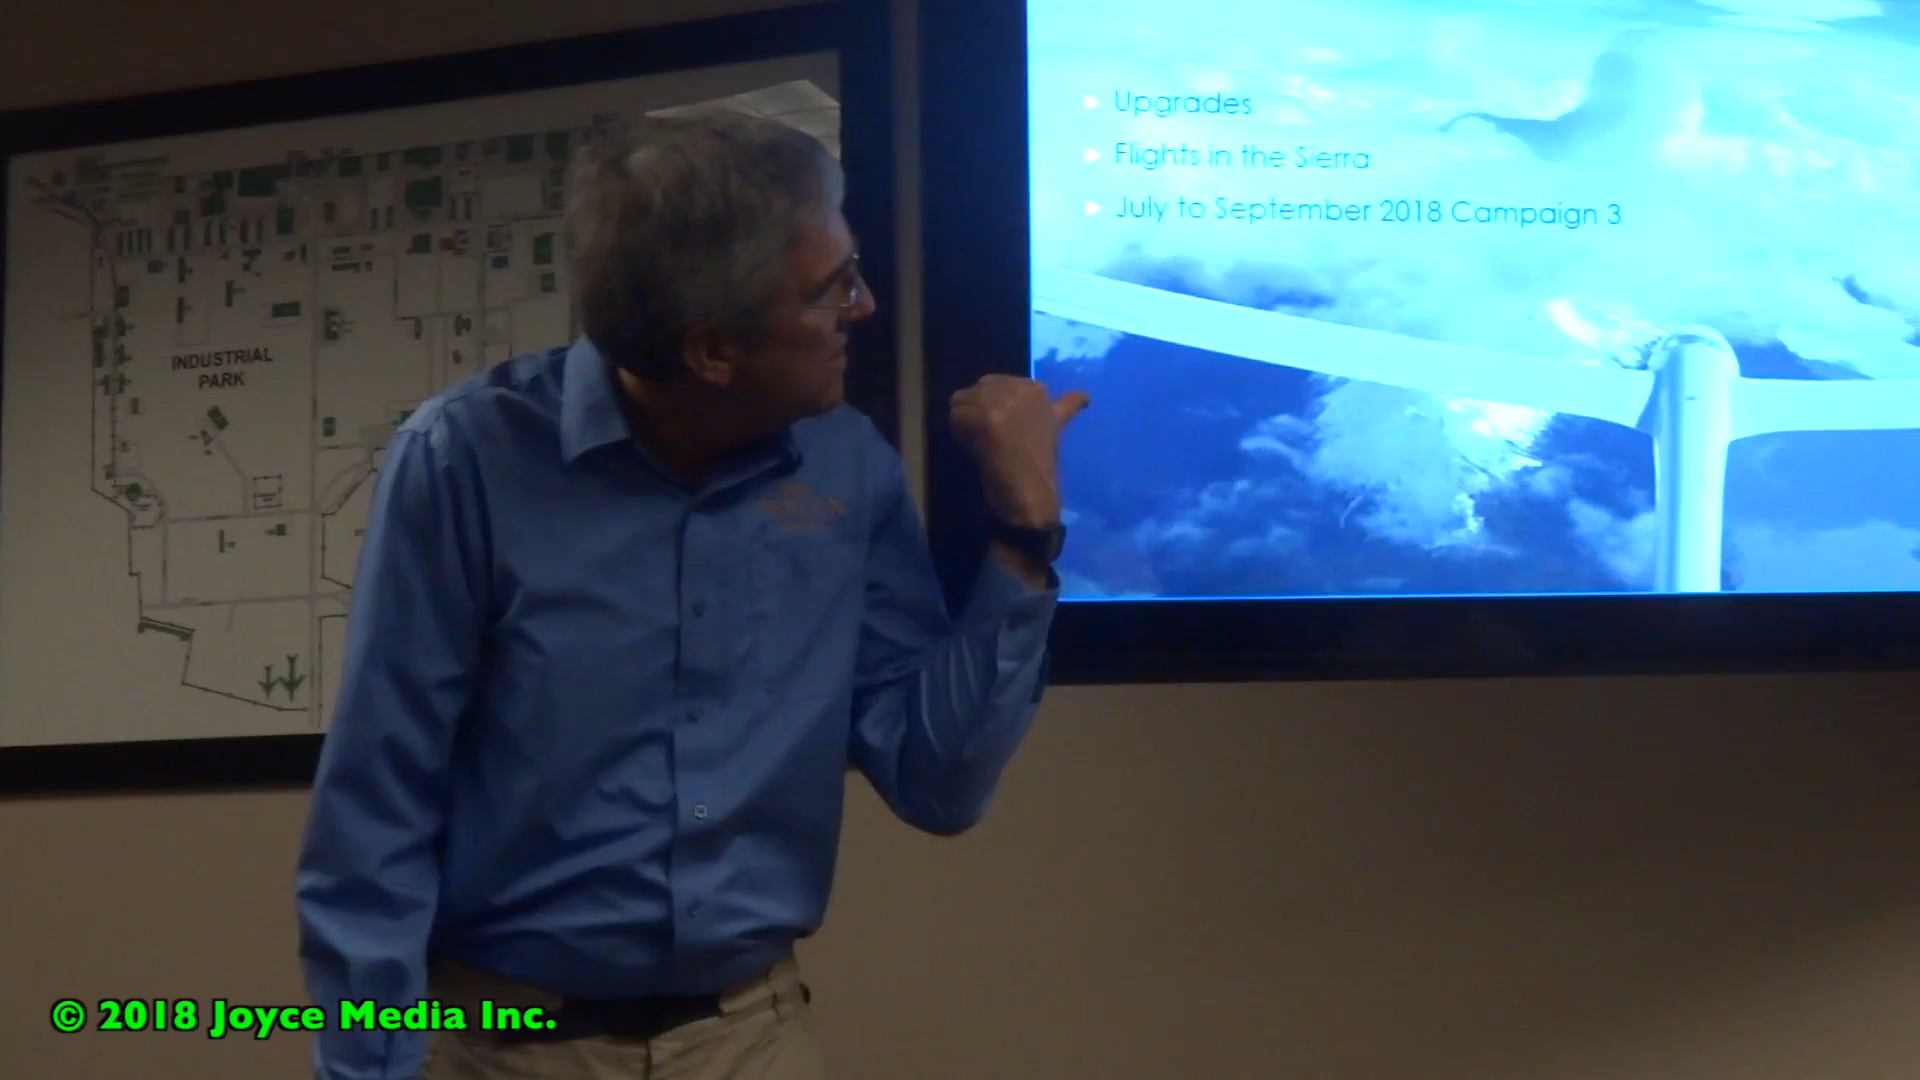 Upgrades
Flights in the Sierra
July to September 2018 Campaign 3
INDUSTRIAL
PARK
© 2018 Joyce Media Inc.